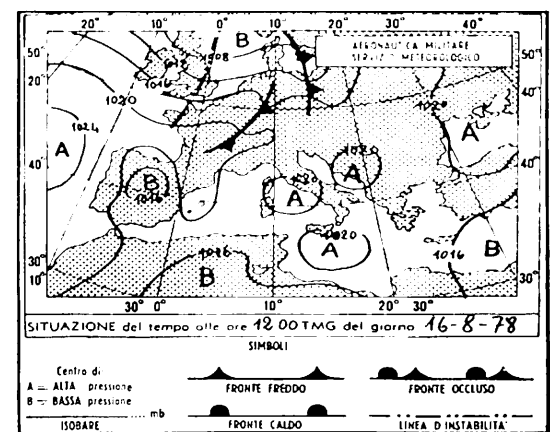 20° 10° 0° 10° 20° 30° 40°
AERONAUTICA MILITARE
SERVIZIO METEOROLOGICO
50° B 1008 50°
20° 1016
1020 1020
1024 A 40°
A 1020
40° B A A 40°
1016 1020
A
1016 1016 B
30° B 30°
10°
30° 0° 10° 20° 30°
SITUAZIONE del tempo alle ore 12 00 TMG del giorno 16-8-78
SIMBOLI
Centro di
A = ALTA pressione FRONTE FREDDO FRONTE OCCLUSO
B = BASSA pressione
mb
ISOBARE FRONTE CALDO LINEA D'INSTABILITA'